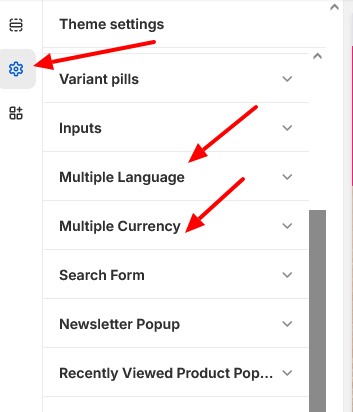 Theme settings
Variant pills
Inputs
Multiple Language
Multiple Currency
Search Form
Newsletter Popup
Recently Viewed Product Pop...